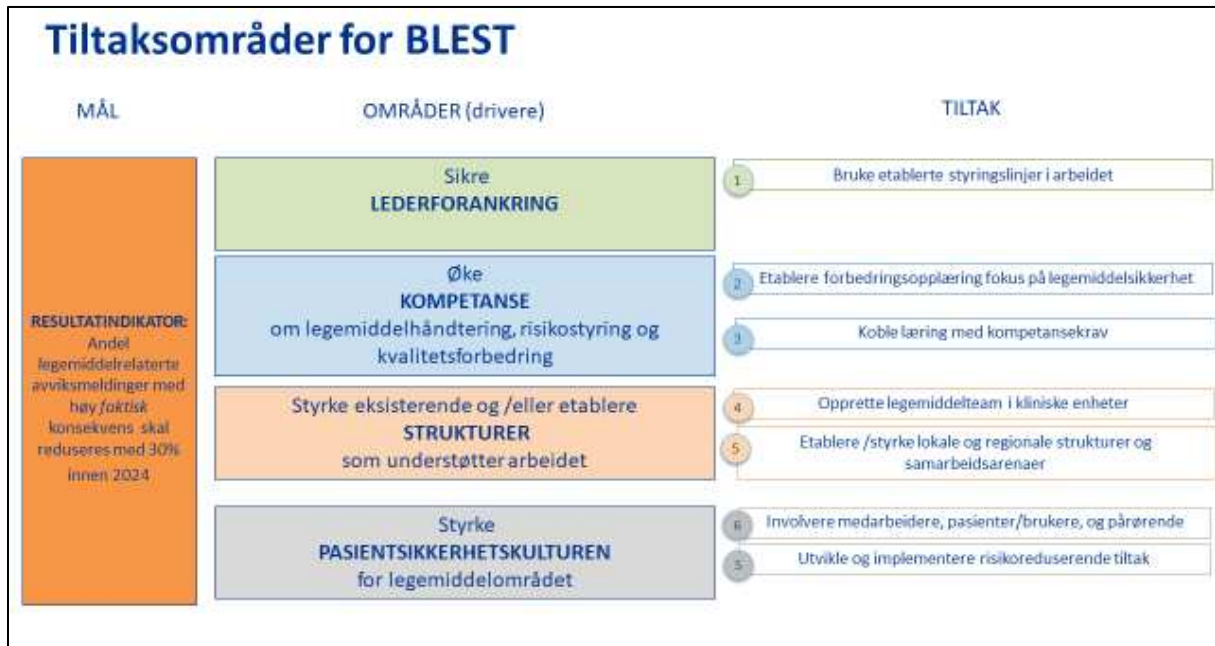 Tiltaksområder for BLEST
MÅL
OMRÅDER (drivere)
TILTAK
RESULTATINDIKATOR:
Andel
legemiddelrelaterte
avviksmeldinger med
høy faktisk
konsekvens skal
reduseres med 30%
innen 2024
Sikre
LEDERFORANKRING
1
Bruke etablerte styringslinjer i arbeidet
Øke
KOMPETANSE
om legemiddelhåndtering, risikostyring og
kvalitetsforbedring
2
Etablere forbedringsopplæring fokus på legemiddelsikkerhet
3
Koble læring med kompetansekrav
Styrke eksisterende og /eller etablere
STRUKTURER
som understøtter arbeidet
4
Opprette legemiddelteam i kliniske enheter
5
Etablere /styrke lokale og regionale strukturer og
samarbeidsarenaer
Styrke
PASIENTSIKKERHETSKULTUREN
for legemiddelområdet
6
Involvere medarbeidere, pasienter/brukere, og pårørende
5
Utvikle og implementere risikoreduserende tiltak